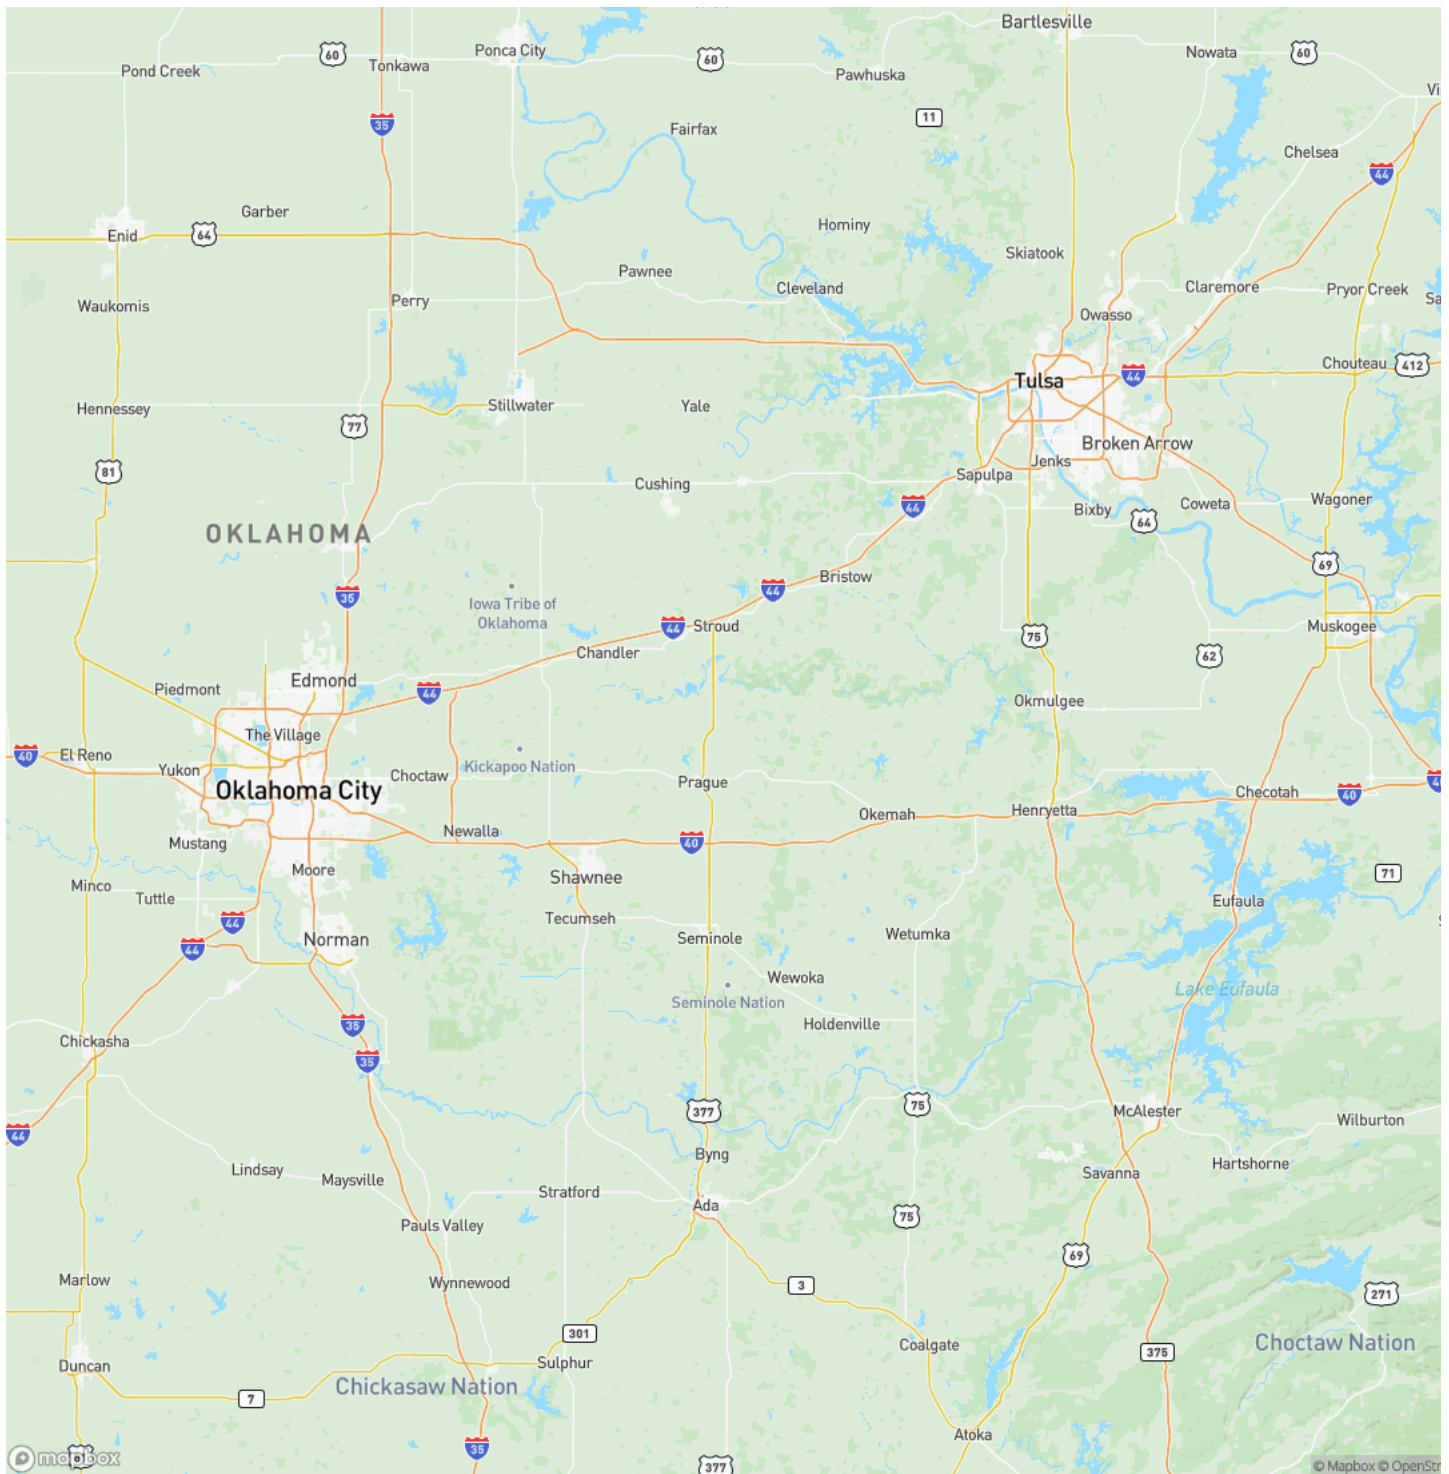 Bartlesville
Ponca City
60
Nowata
60
60
Tonkawa
Pond Creek
Pawhuska
11
35
Fairfax
Chelsea
44
Garber
Hominy
Enid
64
Skiatook
Pawnee
Cleveland
Claremore
Pryor Creek
Perry
Waukomis
Owasso
Chouteau
412
Tulsa
44
Hennessey
Stillwater
Yale
77
Broken Arrow
81
Jenks
Sapulpa
Cushing
Wagoner
44
Bixby
Coweta
64
OKLAHOMA
69
Bristow
44
35
Iowa Tribe of
Oklahoma
44
Stroud
Muskogee
75
Chandler
62
Edmond
Piedmont
44
Okmulgee
The Village
40
El Reno
Yukon
Kickapoo Nation
Choctaw
Prague
Oklahoma City
Checotah
40
Henryetta
Okemah
Newalla
Mustang
40
Moore
Shawnee
71
Minco
Tuttle
Eufaula
Tecumseh
44
Wetumka
Norman
Seminole
44
Wewoka
Lake Eufaula
Seminole Nation
35
Holdenville
Chickasha
35
75
377
McAlester
Wilburton
44
Byng
Hartshorne
Lindsay
Savanna
Maysville
Stratford
Ada
75
Pauls Valley
69
Marlow
Wynnewood
3
271
301
Coalgate
Choctaw Nation
375
Sulphur
Duncan
Chickasaw Nation
7
Atoka
35
mapbox
377
© Mapbox © OpenStr